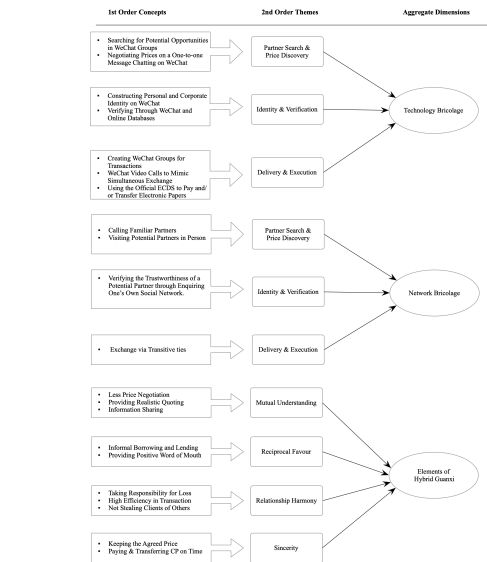 1st Order Concepts
2nd Order Themes
Aggregate Dimensions
• Searching for Potential Opportunities
in WeChat Groups
• Negotiating Prices on a One-to-one
Message Chatting on WeChat
Partner Search &
Price Discovery
• Constructing Personal and Corporate
Identity on WeChat
• Verifying Through WeChat and
Online Databases
Identity & Verification
Technology Bricolage
• Creating WeChat Groups for
Transactions
• WeChat Video Calls to Mimic
Simultaneous Exchange
• Using the Official ECDS to Pay and/
or Transfer Electronic Papers
Delivery & Execution
• Calling Familiar Partners
• Visiting Potential Partners in Person
Partner Search &
Price Discovery
• Verifying the Trustworthiness of a
Potential Partner through Enquiring
One's Own Social Network.
Identity & Verification
Network Bricolage
• Exchange via Transitive ties
Delivery & Execution
• Less Price Negotiation
• Providing Realistic Quoting
• Information Sharing
Mutual Understanding
• Informal Borrowing and Lending
• Providing Positive Word of Mouth
Reciprocal Favour
Elements of
Hybrid Guanxi
• Taking Responsibility for Loss
• High Efficiency in Transaction
• Not Stealing Clients of Others
Relationship Harmony
• Keeping the Agreed Price
• Paying & Transferring CP on Time
Sincerity